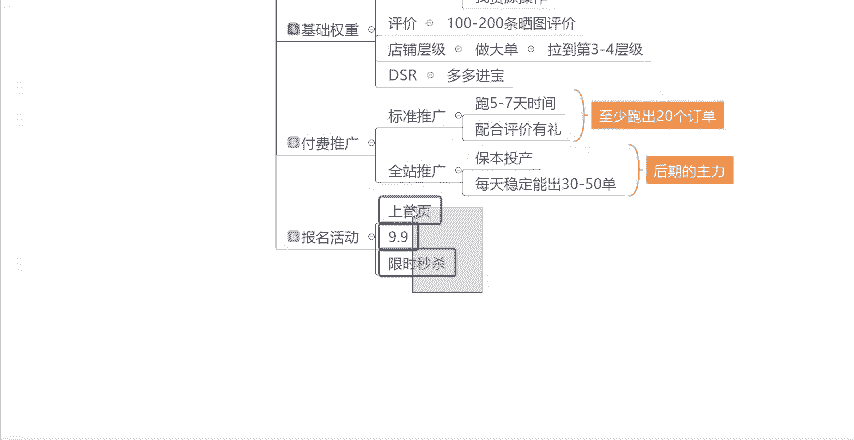 基础权重
评价
100-200条晒图评价
店铺层级
做大单
拉到第3-4层级
DSR
多多进宝
付费推广
标准推广
跑5-7天时间
配合评价有礼
至少跑出20个订单
全站推广
保本投产
每天稳定能出30-50单
后期的主力
报名活动
上首页
9.9
限时秒杀